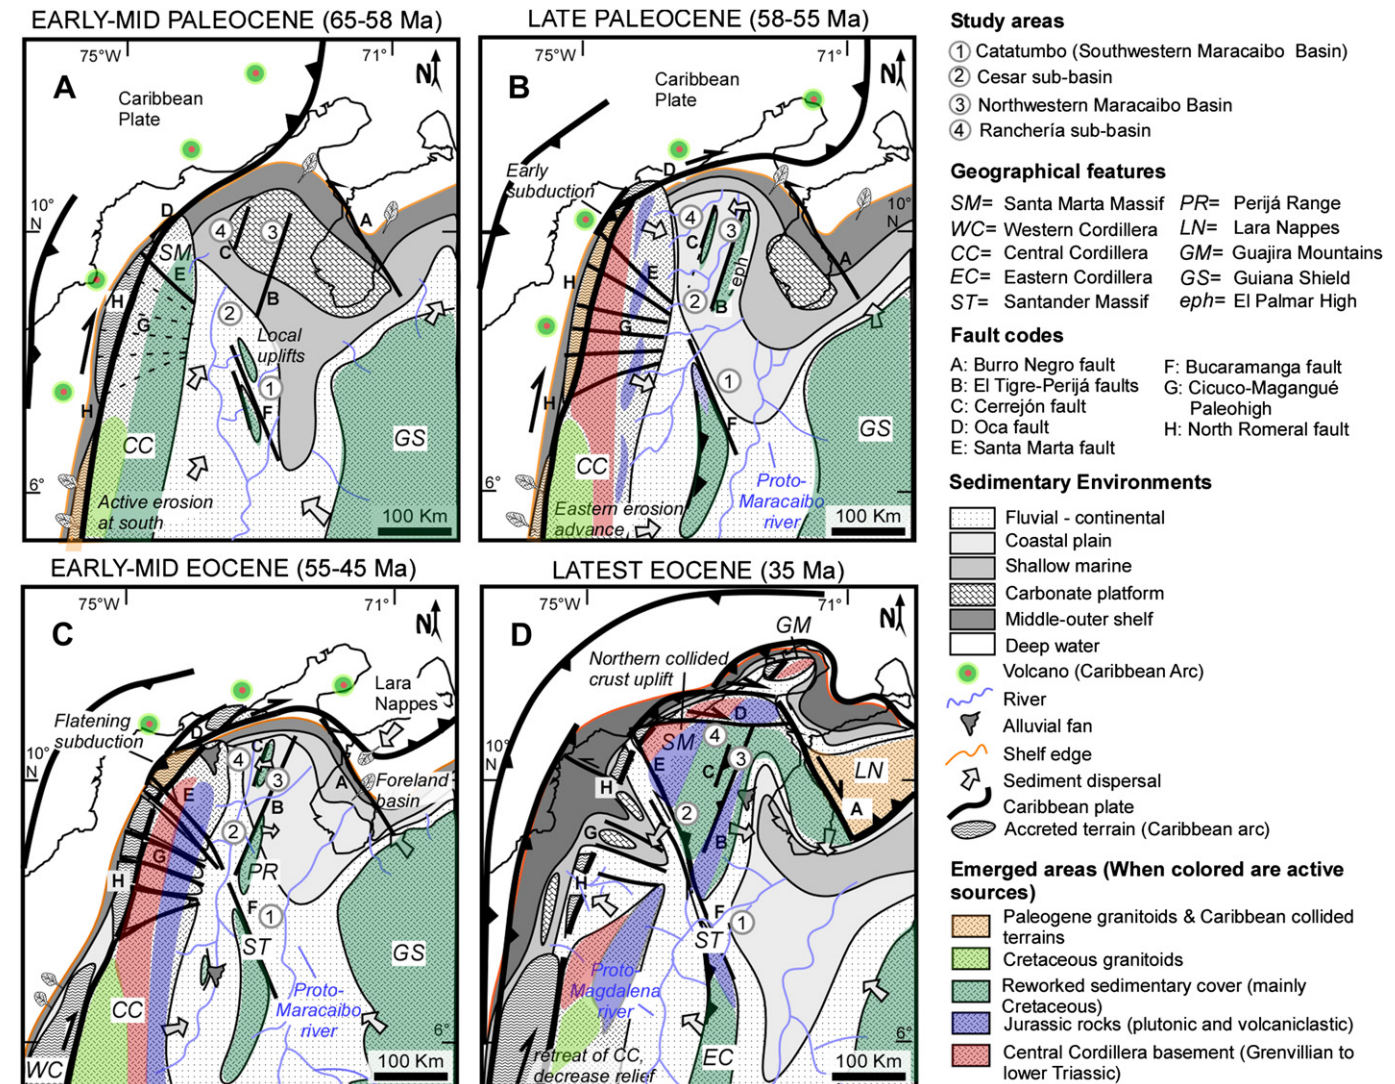 EARLY-MID PALEOCENE (65-58 Ma)
75°W
71°
N
A
Caribbean
Plate
D
A
10°
N
4
3
SM
C
E
H
B
2
G
Local
uplifts
1
H
F
CC
GS
6°
Active erosion
at south
100 Km
LATE PALEOCENE (58-55 Ma)
75°W
71°
N
B
Caribbean
Plate
D
Early
subduction
10°
N
4
3
C
A
H
E
eph
2
B
G
1
H
F
GS
CC
Proto-
Maracaibo
river
6°
Eastern erosion
advance
100 Km
EARLY-MID EOCENE (55-45 Ma)
75°W
71°
N
C
Lara
Nappes
Flatening
subduction
D
C
4
10°
N
3
A
Foreland
basin
E
B
2
G
PR
H
F
1
ST
GS
Proto-
Maracaibo
river
CC
6°
WC
100 Km
LATEST EOCENE (35 Ma)
75°W
71°
GM
N
D
Northern collided
crust uplift
D
SM
4
10°
N
E
C
3
LN
H
A
2
G
B
H
F
1
ST
Proto-
Magdalena
river
6°
retreat of CC,
decrease relief
EC
100 Km
Study areas
1 Catatumbo (Southwestern Maracaibo Basin)
2 Cesar sub-basin
3 Northwestern Maracaibo Basin
4 Ranchería sub-basin
Geographical features
SM= Santa Marta Massif PR= Perijá Range
WC= Western Cordillera LN= Lara Nappes
CC= Central Cordillera GM= Guajira Mountains
EC= Eastern Cordillera GS= Guiana Shield
ST= Santander Massif eph= El Palmar High
Fault codes
A: Burro Negro fault F: Bucaramanga fault
B: El Tigre-Perijá faults G: Cicuco-Magangué
C: Cerrejón fault Paleohigh
D: Oca fault H: North Romeral fault
E: Santa Marta fault
Sedimentary Environments
Fluvial - continental
Coastal plain
Shallow marine
Carbonate platform
Middle-outer shelf
Deep water
Volcano (Caribbean Arc)
River
Alluvial fan
Shelf edge
Sediment dispersal
Caribbean plate
Accreted terrain (Caribbean arc)
Emerged areas (When colored are active
sources)
Paleogene granitoids & Caribbean collided
terrains
Cretaceous granitoids
Reworked sedimentary cover (mainly
Cretaceous)
Jurassic rocks (plutonic and volcaniclastic)
Central Cordillera basement (Grenvillian to
lower Triassic)